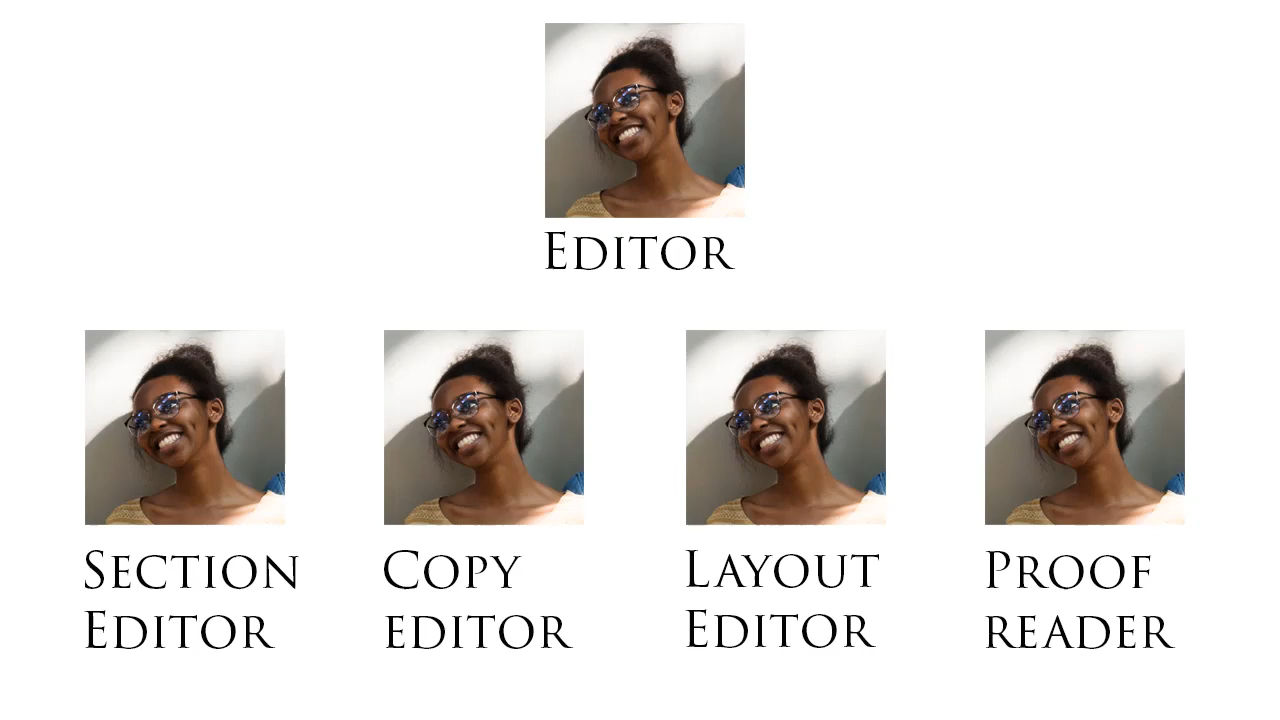 Editor
Section
Editor
Copy
editor
Layout
Editor
Proof
reader